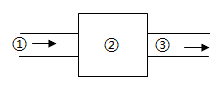 ① ② ③